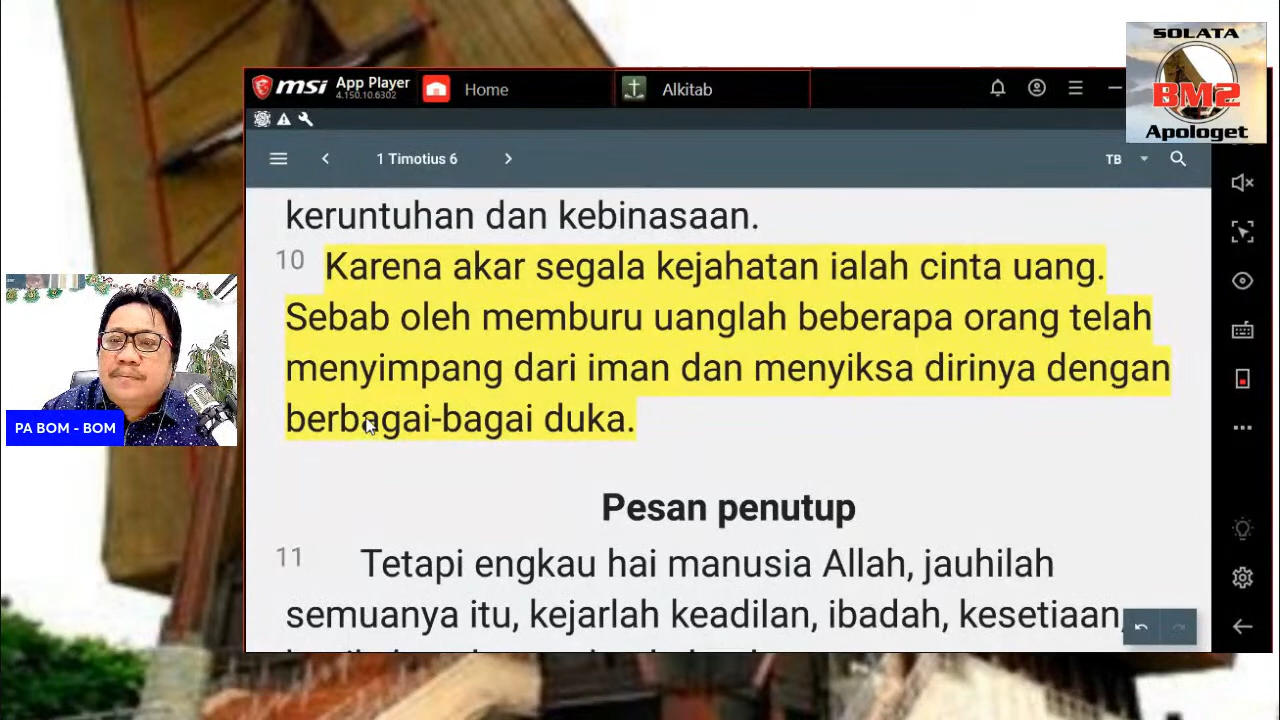 SOLATA
BM2
Apologet
msi App Player
4.150.10.6302
Home
Alkitab
1 Timotius 6
TB
keruntuhan dan kebinasaan.
10 Karena akar segala kejahatan ialah cinta uang.
Sebab oleh memburu uanglah beberapa orang telah
menyimpang dari iman dan menyiksa dirinya dengan
berbagai-bagai duka.
PA BOM - BOM
Pesan penutup
11 Tetapi engkau hai manusia Allah, jauhilah
semuanya itu, kejarlah keadilan, ibadah, kesetiaan,